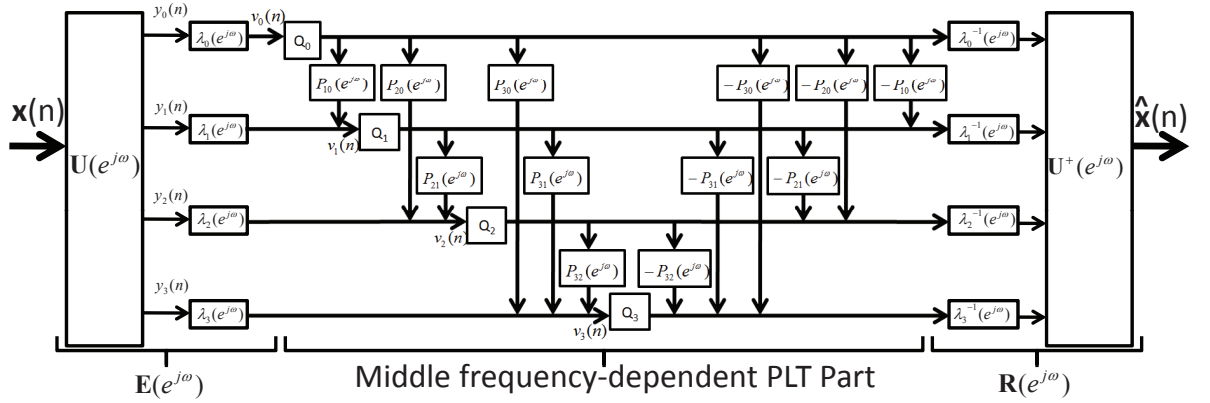 y₀(n) λ₀(e^{jω}) v₀(n) Q₀ λ₀⁻¹(e^{jω})
P₁₀(e^{jω}) P₂₀(e^{jω}) P₃₀(e^{jω}) −P₃₀(e^{jω}) −P₂₀(e^{jω}) −P₁₀(e^{jω})
x(n) y₁(n) λ₁(e^{jω}) v₁(n) Q₁ λ₁⁻¹(e^{jω}) x̂(n)
U(e^{jω}) P₂₁(e^{jω}) P₃₁(e^{jω}) −P₃₁(e^{jω}) −P₂₁(e^{jω}) U⁺(e^{jω})
y₂(n) λ₂(e^{jω}) v₂(n) Q₂ λ₂⁻¹(e^{jω})
P₃₂(e^{jω}) −P₃₂(e^{jω})
y₃(n) λ₃(e^{jω}) v₃(n) Q₃ λ₃⁻¹(e^{jω})
E(e^{jω}) Middle frequency-dependent PLT Part R(e^{jω})